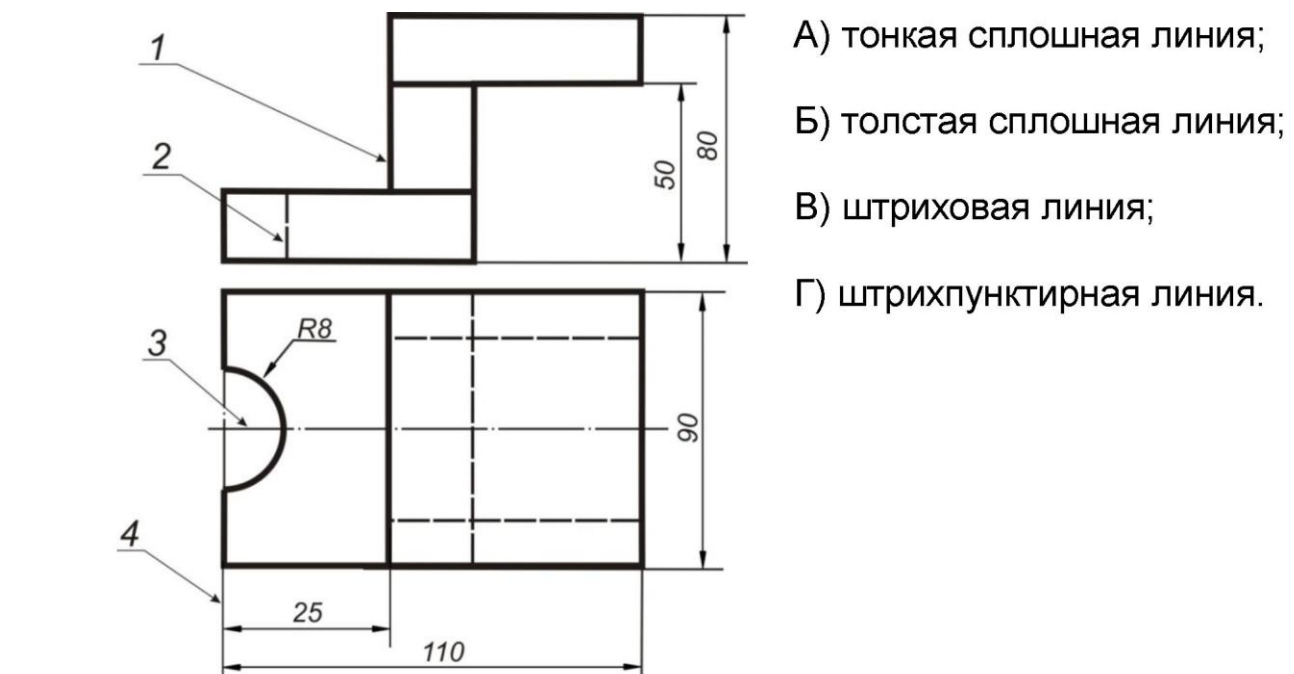 1
2
3
4
50
80
R8
90
25
110
А) тонкая сплошная линия;
Б) толстая сплошная линия;
В) штриховая линия;
Г) штрихпунктирная линия.